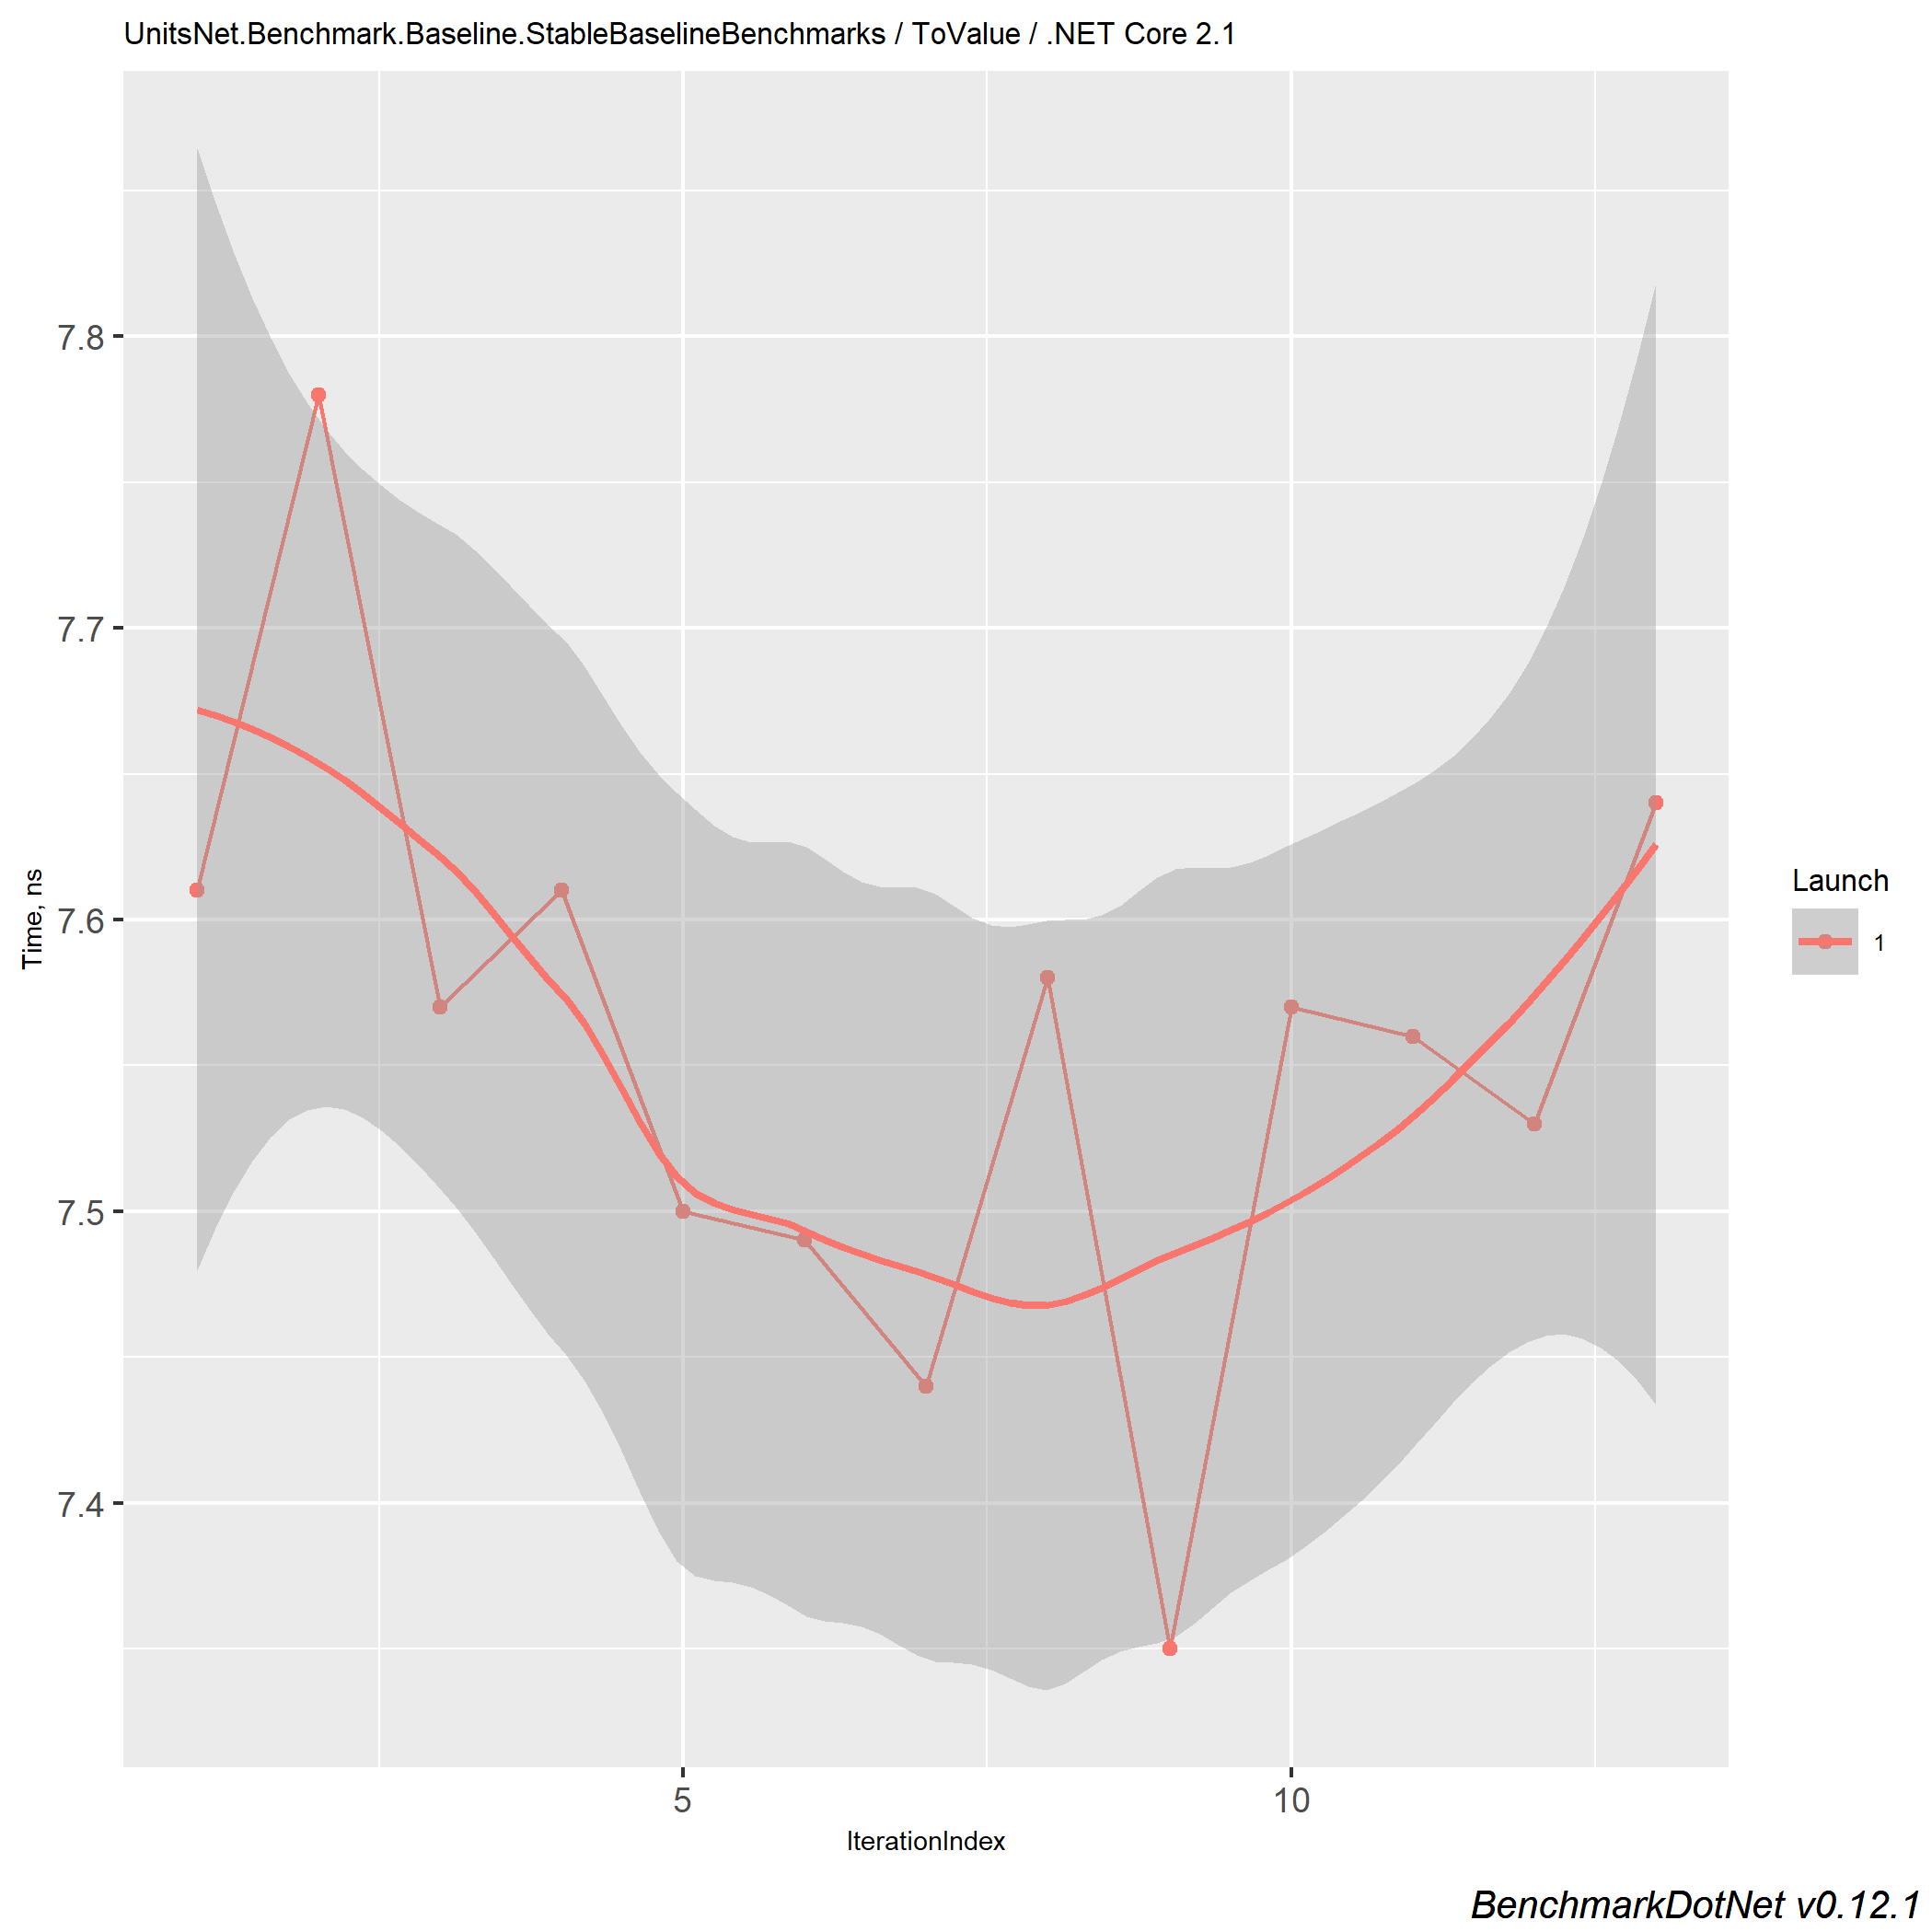 UnitsNet.Benchmark.Baseline.StableBaselineBenchmarks / ToValue / .NET Core 2.1
7.8
7.7
7.6
7.5
7.4
Time, ns
5
10
IterationIndex
Launch
1
BenchmarkDotNet v0.12.1